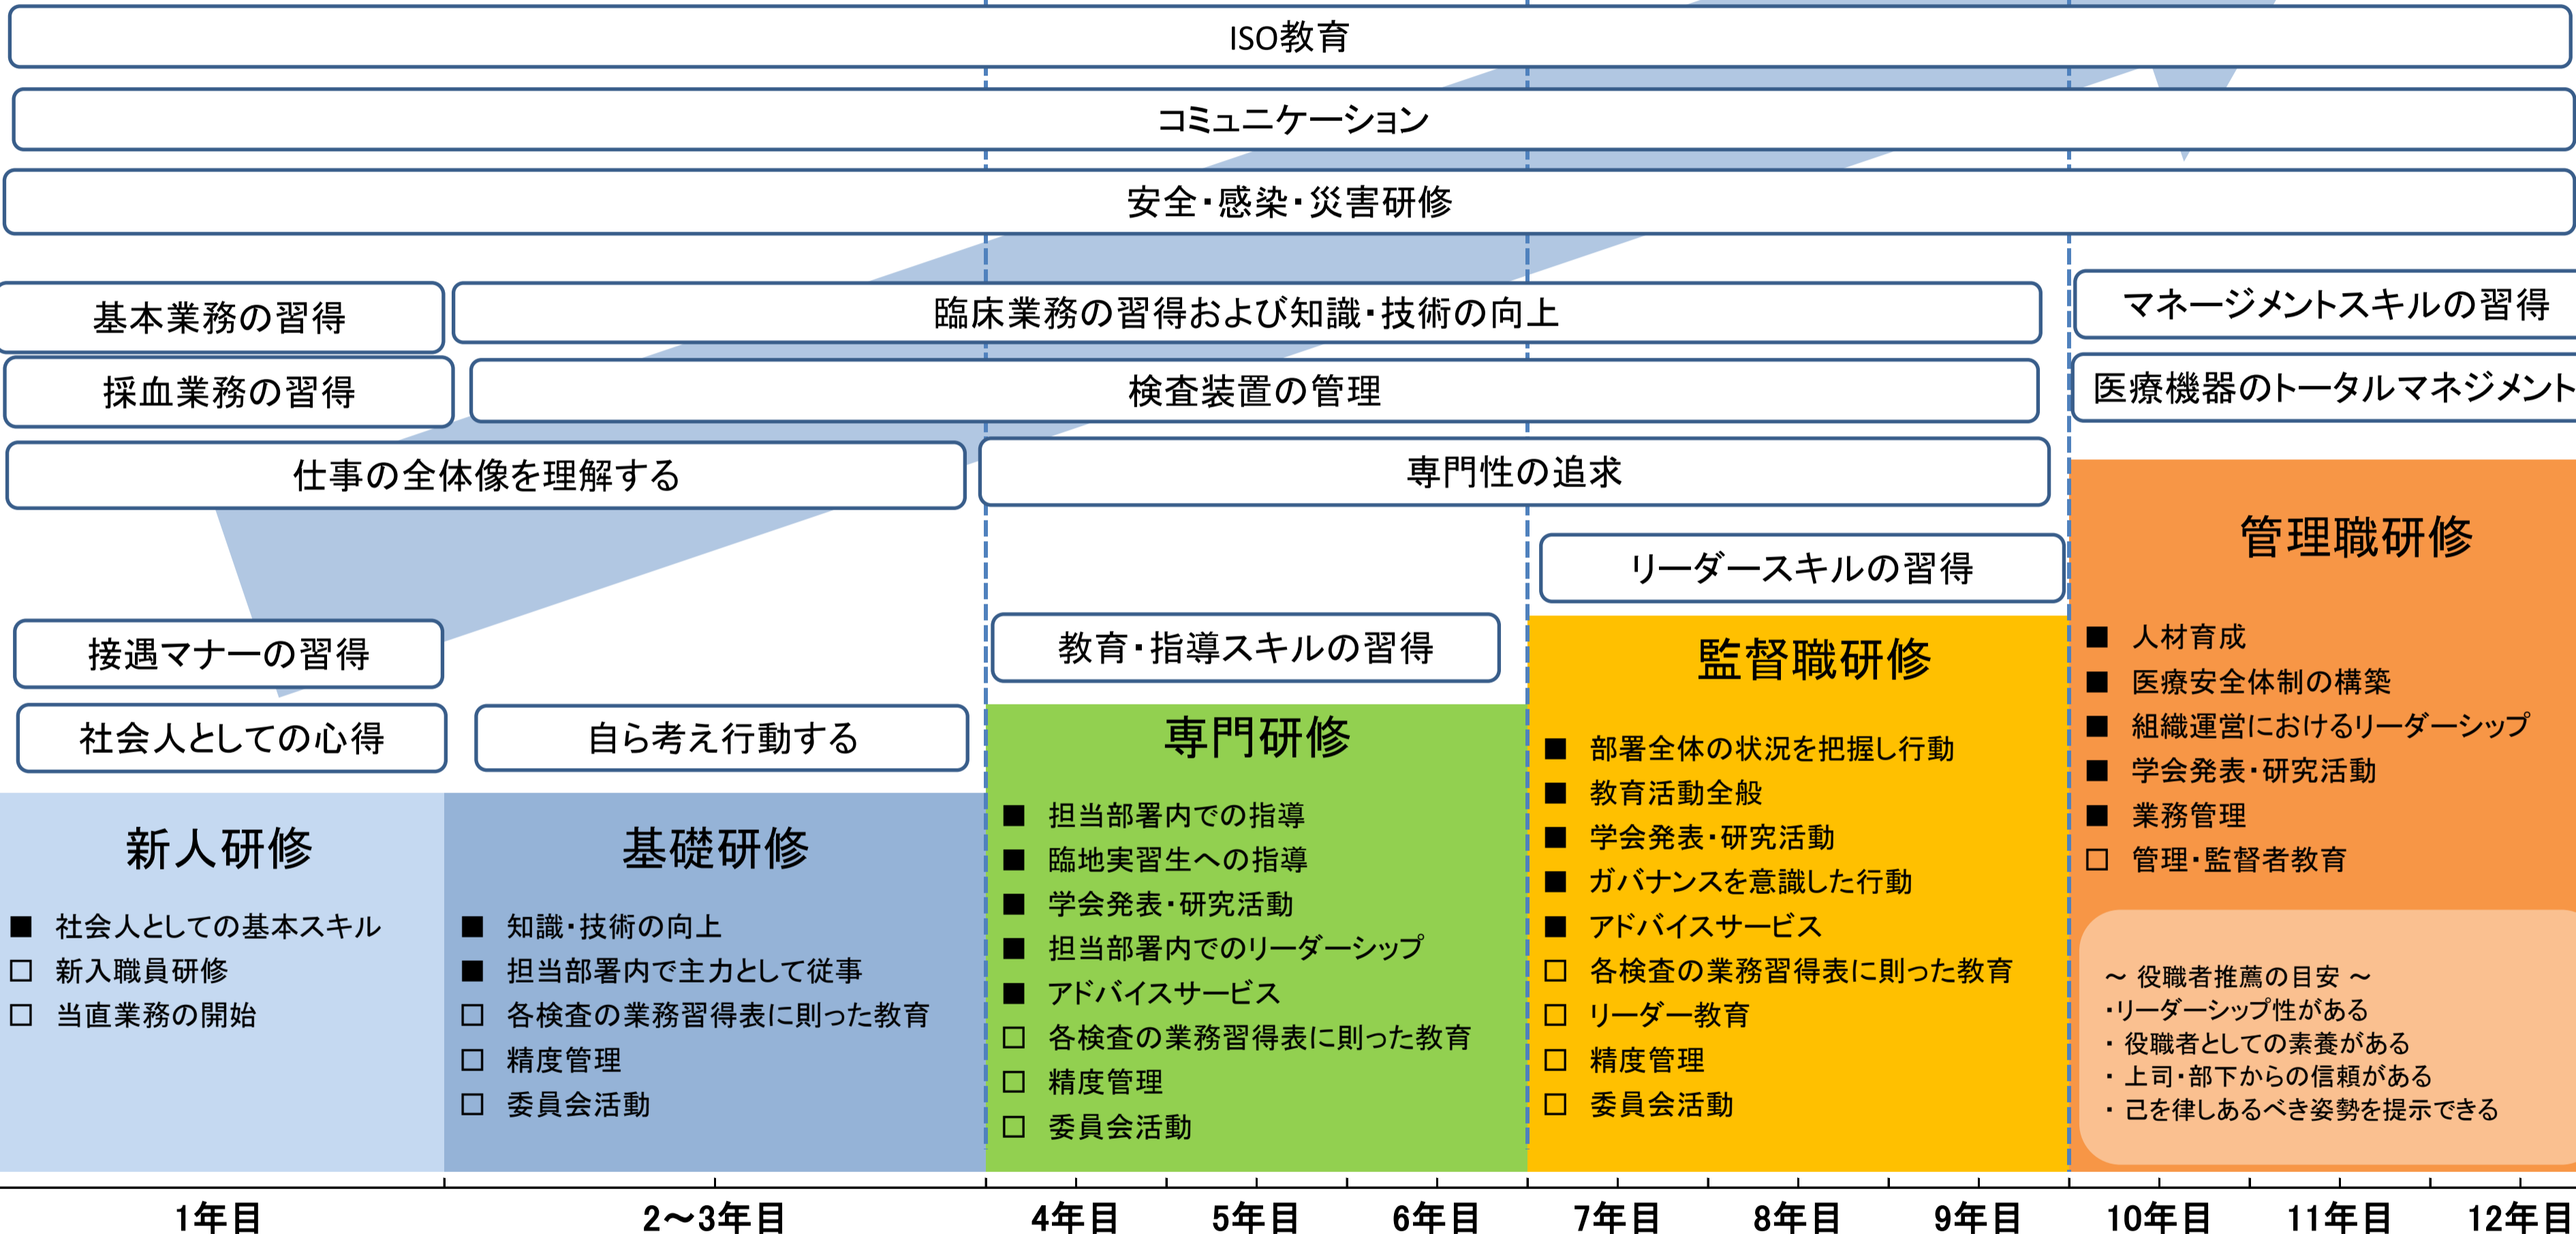 ISO教育
コミュニケーション
安全・感染・災害研修
基本業務の習得
臨床業務の習得および知識・技術の向上
マネージメントスキルの習得
採血業務の習得
検査装置の管理
医療機器のトータルマネジメント
仕事の全体像を理解する
専門性の追求
リーダースキルの習得
接遇マナーの習得
教育・指導スキルの習得
社会人としての心得
自ら考え行動する
新人研修
■ 社会人としての基本スキル
□ 新入職員研修
□ 当直業務の開始
基礎研修
■ 知識・技術の向上
■ 担当部署内で主力として従事
□ 各検査の業務習得表に則った教育
□ 精度管理
□ 委員会活動
専門研修
■ 担当部署内での指導
■ 臨地実習生への指導
■ 学会発表・研究活動
■ 担当部署内でのリーダーシップ
■ アドバイスサービス
□ 各検査の業務習得表に則った教育
□ 精度管理
□ 委員会活動
監督職研修
■ 部署全体の状況を把握し行動
■ 教育活動全般
■ 学会発表・研究活動
■ ガバナンスを意識した行動
■ アドバイスサービス
□ 各検査の業務習得表に則った教育
□ リーダー教育
□ 精度管理
□ 委員会活動
管理職研修
■ 人材育成
■ 医療安全体制の構築
■ 組織運営におけるリーダーシップ
■ 学会発表・研究活動
■ 業務管理
□ 管理・監督者教育
～ 役職者推薦の目安 ～
・リーダーシップ性がある
・ 役職者としての素養がある
・ 上司・部下からの信頼がある
・ 己を律しあるべき姿勢を提示できる
1年目
2～3年目
4年目
5年目
6年目
7年目
8年目
9年目
10年目
11年目
12年目